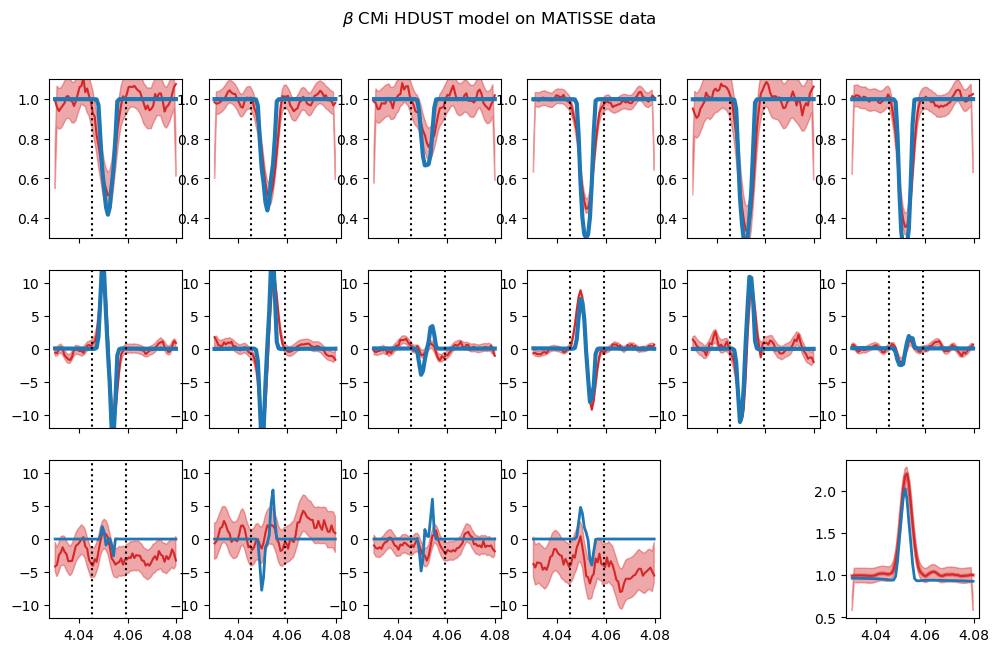 β CMi HDUST model on MATISSE data
1.0 1.0 1.0 1.0 1.0 1.0
0.8 0.8 0.8 0.8 0.8 0.8
0.6 0.6 0.6 0.6 0.6 0.6
0.4 0.4 0.4 0.4 0.4 0.4
10 10 10 10 10 10
5 5 5 5 5 5
0 0 0 0 0 0
−5 −5 −5 −5 −5 −5
−10 −10 −10 −10 −10 −10
10 10 10 10
5 5 5 5 2.0
0 0 0 0 1.5
−5 −5 −5 −5 1.0
−10 −10 −10 −10 0.5
4.04 4.06 4.08 4.04 4.06 4.08 4.04 4.06 4.08 4.04 4.06 4.08 4.04 4.06 4.08